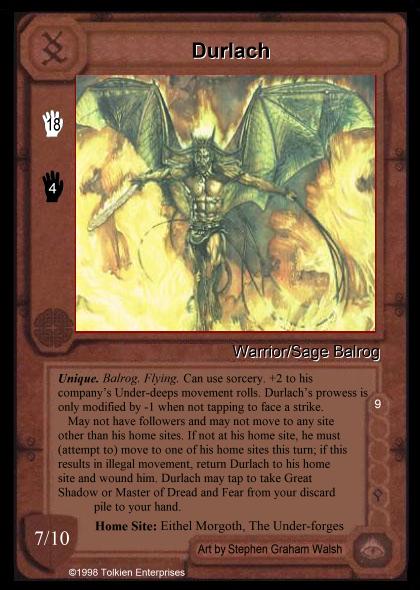 Durlach
18
4
Warrior/Sage Balrog
Unique. Balrog. Flying. Can use sorcery. +2 to his
company's Under-deeps movement rolls. Durlach's prowess is
only modified by -1 when not tapping to face a strike.
May not have followers and may not move to any site
other than his home sites. If not at his home site, he must
(attempt to) move to one of his home sites this turn; if this
results in illegal movement, return Durlach to his home
site and wound him. Durlach may tap to take Great
Shadow or Master of Dread and Fear from your discard
pile to your hand.
9
Home Site: Eithel Morgoth, The Under-forges
7/10
Art by Stephen Graham Walsh
©1998 Tolkien Enterprises